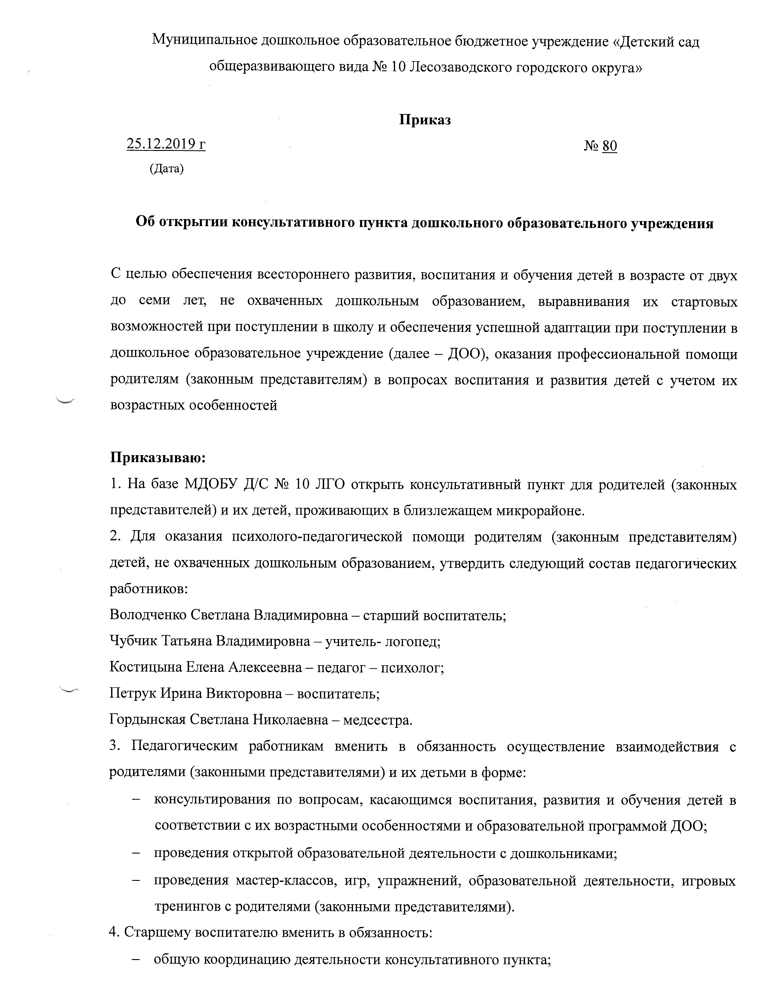 Муниципальное дошкольное образовательное бюджетное учреждение «Детский сад
общеразвивающего вида № 10 Лесозаводского городского округа»
Приказ
25.12.2019 г № 80
(Дата)
Об открытии консультативного пункта дошкольного образовательного учреждения
С целью обеспечения всестороннего развития, воспитания и обучения детей в возрасте от двух
до семи лет, не охваченных дошкольным образованием, выравнивания их стартовых
возможностей при поступлении в школу и обеспечения успешной адаптации при поступлении в
дошкольное образовательное учреждение (далее – ДОО), оказания профессиональной помощи
родителям (законным представителям) в вопросах воспитания и развития детей с учетом их
возрастных особенностей
Приказываю:
1. На базе МДОБУ Д/С № 10 ЛГО открыть консультативный пункт для родителей (законных
представителей) и их детей, проживающих в близлежащем микрорайоне.
2. Для оказания психолого-педагогической помощи родителям (законным представителям)
детей, не охваченных дошкольным образованием, утвердить следующий состав педагогических
работников:
Володченко Светлана Владимировна – старший воспитатель;
Чубчик Татьяна Владимировна – учитель- логопед;
Костицына Елена Алексеевна – педагог – психолог;
Петрук Ирина Викторовна – воспитатель;
Гордынская Светлана Николаевна – медсестра.
3. Педагогическим работникам вменить в обязанность осуществление взаимодействия с
родителями (законными представителями) и их детьми в форме:
– консультирования по вопросам, касающимся воспитания, развития и обучения детей в
соответствии с их возрастными особенностями и образовательной программой ДОО;
– проведения открытой образовательной деятельности с дошкольниками;
– проведения мастер-классов, игр, упражнений, образовательной деятельности, игровых
тренингов с родителями (законными представителями).
4. Старшему воспитателю вменить в обязанность:
– общую координацию деятельности консультативного пункта;